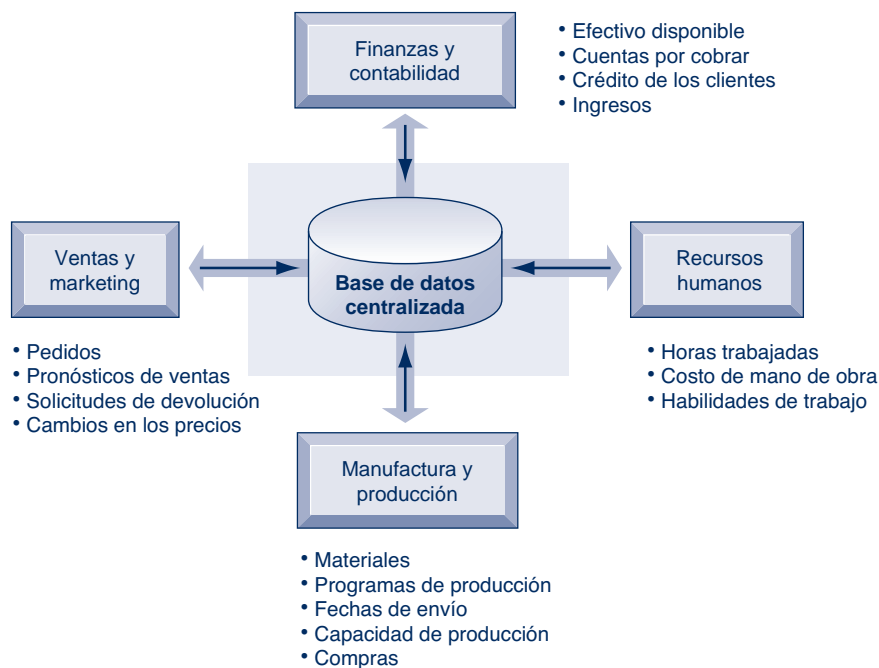 Finanzas y
contabilidad
• Efectivo disponible
• Cuentas por cobrar
• Crédito de los clientes
• Ingresos
Ventas y
marketing
Base de datos
centralizada
Recursos
humanos
• Pedidos
• Pronósticos de ventas
• Solicitudes de devolución
• Cambios en los precios
• Horas trabajadas
• Costo de mano de obra
• Habilidades de trabajo
Manufactura y
producción
• Materiales
• Programas de producción
• Fechas de envío
• Capacidad de producción
• Compras